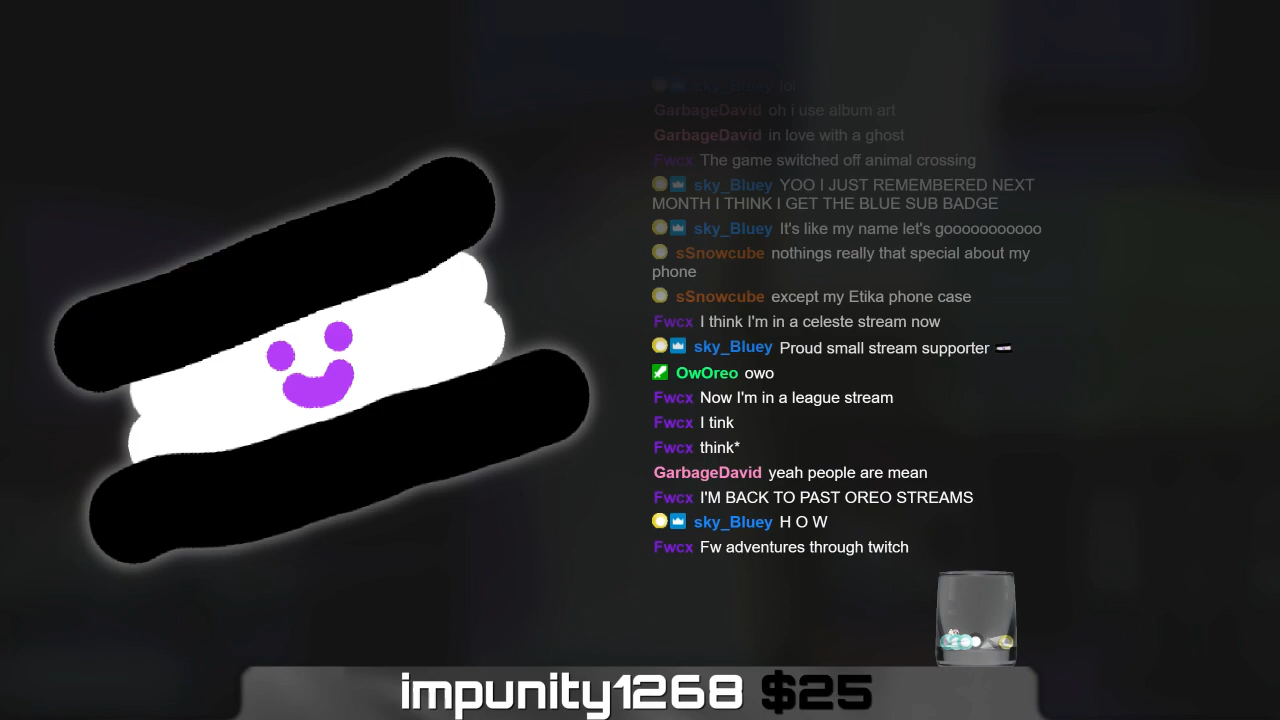 sky_Bluey lol
GarbageDavid oh i use album art
GarbageDavid in love with a ghost
Fwcx The game switched off animal crossing
sky_Bluey YOO I JUST REMEMBERED NEXT
MONTH I THINK I GET THE BLUE SUB BADGE
sky_Bluey It's like my name let's gooooooooooo
sSnowcube nothings really that special about my
phone
sSnowcube except my Etika phone case
Fwcx I think I'm in a celeste stream now
sky_Bluey Proud small stream supporter
OwOreo owo
Fwcx Now I'm in a league stream
Fwcx I tink
Fwcx think*
GarbageDavid yeah people are mean
Fwcx I'M BACK TO PAST OREO STREAMS
sky_Bluey H O W
Fwcx Fw adventures through twitch
impunity1268 $25